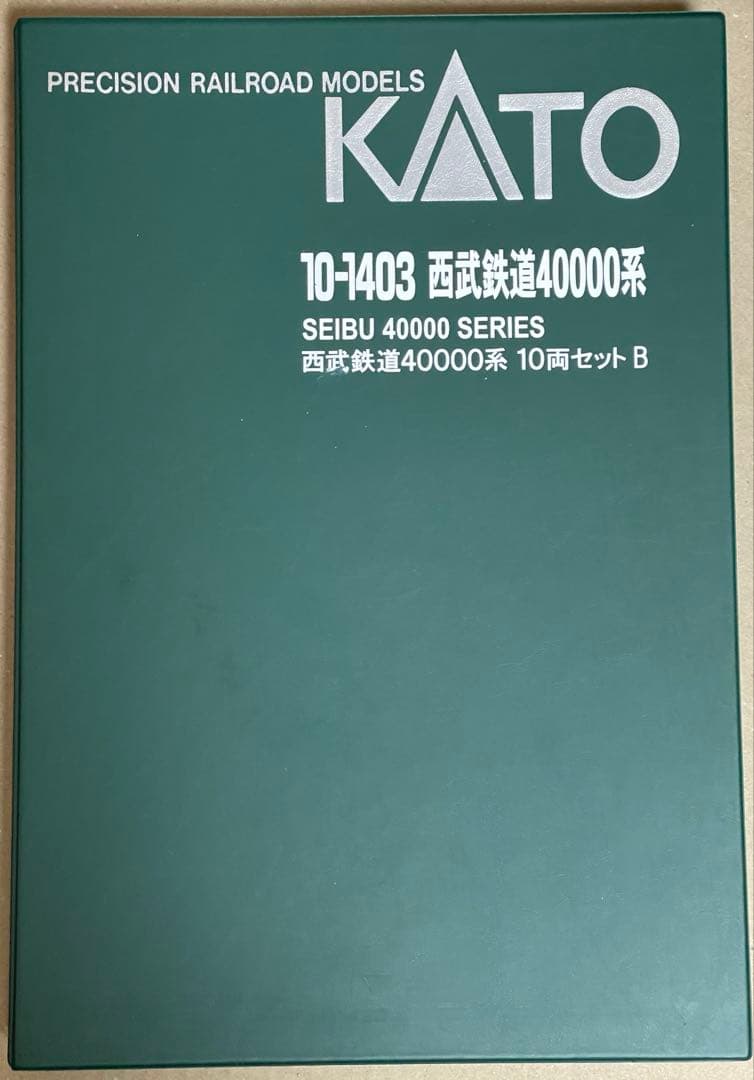 PRECISION RAILROAD MODELS
KATO
10-1403 西武鉄道40000系
SEIBU 40000 SERIES
西武鉄道40000系 10両セット B